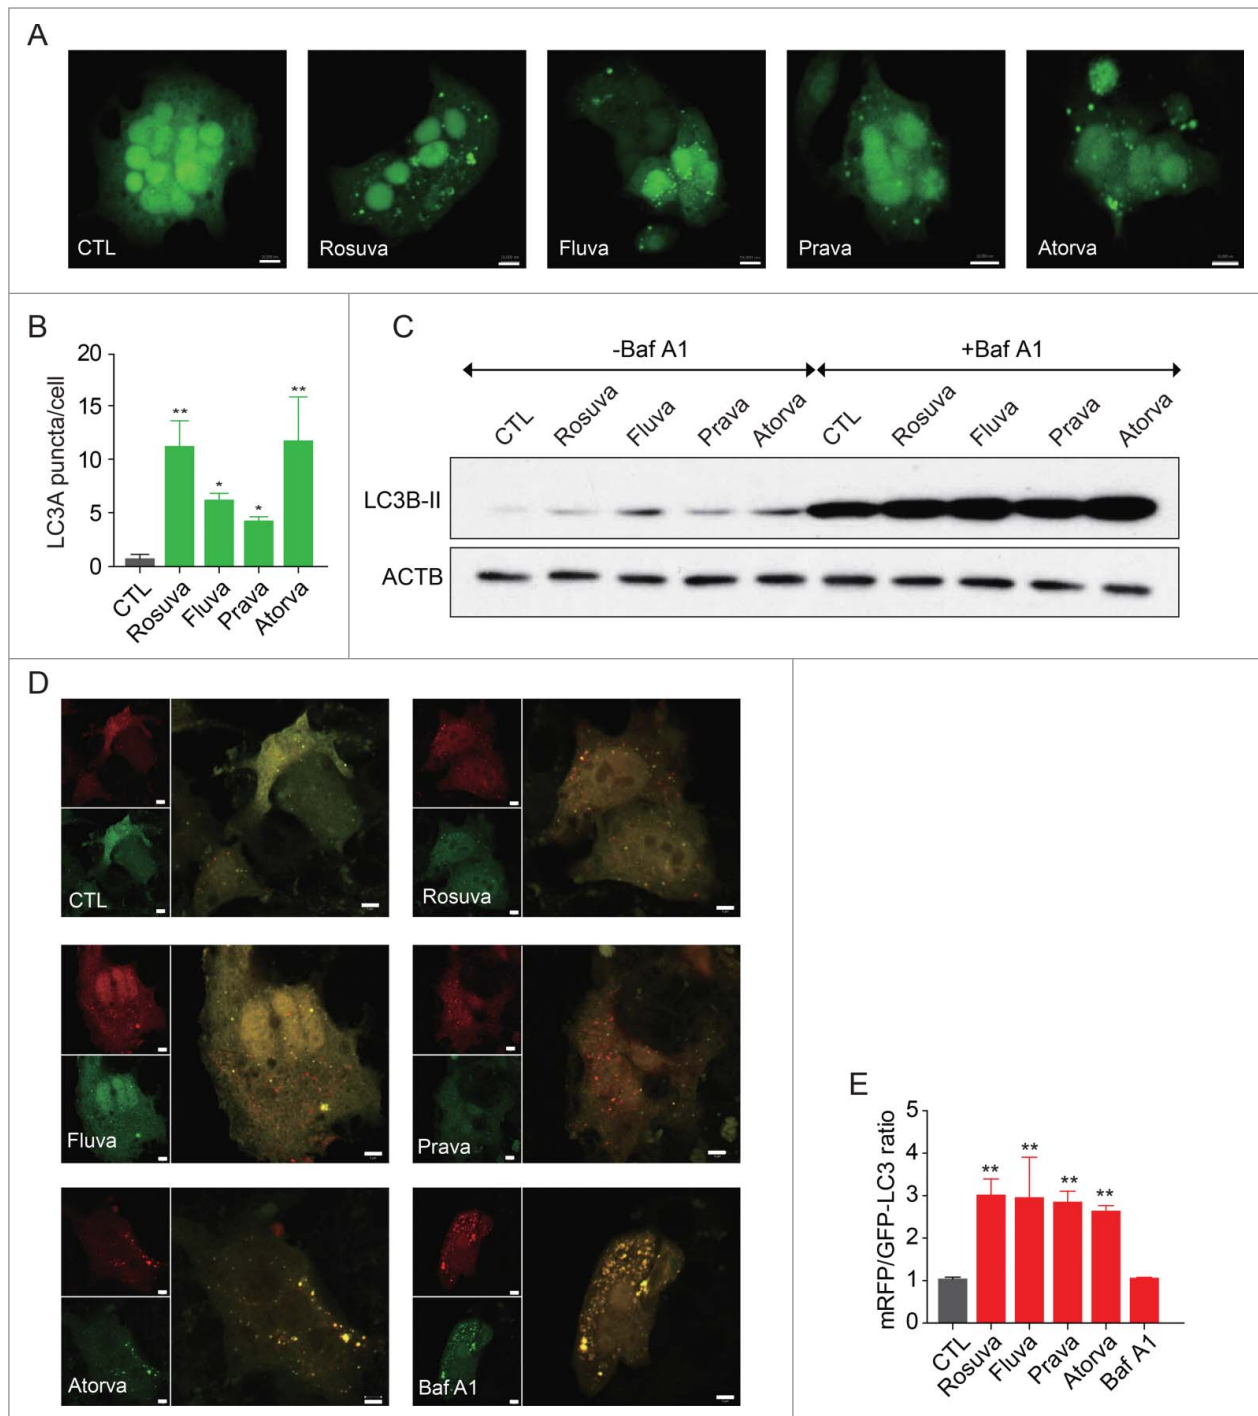 A
CTL
Rosuva
Fluva
Prava
Atorva
B
LC3A puncta/cell
20
15
10
5
0
**
*
*
**
CTL
Rosuva
Fluva
Prava
Atorva
C
-Baf A1
+Baf A1
CTL
Rosuva
Fluva
Prava
Atorva
CTL
Rosuva
Fluva
Prava
Atorva
LC3B-II
ACTB
D
CTL
Rosuva
Fluva
Prava
Atorva
Baf A1
E
mRFP/GFP-LC3 ratio
5
4
3
2
1
0
**
**
**
**
CTL
Rosuva
Fluva
Prava
Atorva
Baf A1